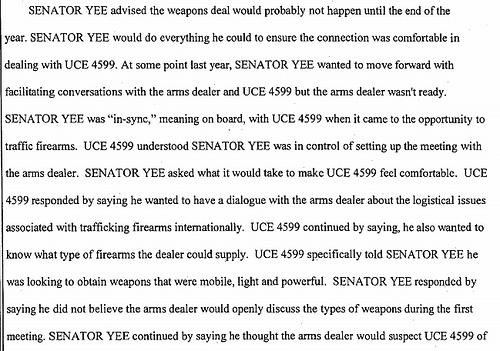 SENATOR YEE advised the weapons deal would probably not happen until the end of the
year. SENATOR YEE would do everything he could to ensure the connection was comfortable in
dealing with UCE 4599. At some point last year, SENATOR YEE wanted to move forward with
facilitating conversations with the arms dealer and UCE 4599 but the arms dealer wasn't ready.
SENATOR YEE was "in-sync," meaning on board, with UCE 4599 when it came to the opportunity to
traffic firearms. UCE 4599 understood SENATOR YEE was in control of setting up the meeting with
the arms dealer. SENATOR YEE asked what it would take to make UCE 4599 feel comfortable. UCE
4599 responded by saying he wanted to have a dialogue with the arms dealer about the logistical issues
associated with trafficking firearms internationally. UCE 4599 continued by saying, he also wanted to
know what type of firearms the dealer could supply. UCE 4599 specifically told SENATOR YEE he
was looking to obtain weapons that were mobile, light and powerful. SENATOR YEE responded by
saying he did not believe the arms dealer would openly discuss the types of weapons during the first
meeting. SENATOR YEE continued by saying he thought the arms dealer would suspect UCE 4599 of